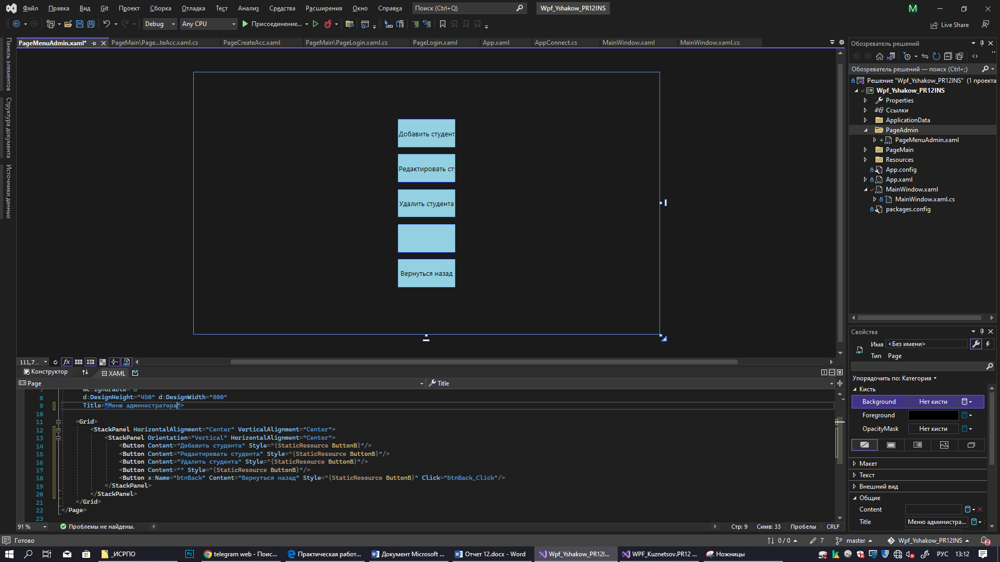 Файл Правка Вид Git Проект Сборка Отладка Тест Анализ Средства Расширения Окно Справка Поиск (Ctrl+Q) Wpf_Yshakow_PR12INS M
Debug Any CPU Присоединение... Live Share
PageMenuAdmin.xaml* PageMain\Page...teAcc.xaml.cs PageCreateAcc.xaml PageMain\PageLogin.xaml.cs PageLogin.xaml App.xaml AppConnect.cs MainWindow.xaml MainWindow.xaml.cs
Панель элементов
Структура документа
Источники данных
Добавить студент
Редактировать сту
Удалить студента
Вернуться назад
111,7...
Конструктор XAML
Page Title
7 mc:Ignorable="d"
8 d:DesignHeight="450" d:DesignWidth="800"
9 Title="Меню администратора">
10
11 <Grid>
12 <StackPanel HorizontalAlignment="Center" VerticalAlignment="Center">
13 <StackPanel Orientation="Vertical" HorizontalAlignment="Center">
14 <Button Content="Добавить студента" Style="{StaticResource ButtonB}"/>
15 <Button Content="Редактировать студента" Style="{StaticResource ButtonB}"/>
16 <Button Content="Удалить студента" Style="{StaticResource ButtonB}"/>
17 <Button Content="" Style="{StaticResource ButtonB}"/>
18 <Button x:Name="btnBack" Content="Вернуться назад" Style="{StaticResource ButtonB}" Click="btnBack_Click"/>
19 </StackPanel>
20 </StackPanel>
21 </Grid>
22 </Page>
23
91 % Проблемы не найдены. Стр: 9 Симв: 33 Пробелы CRLF
Обозреватель решений
Обозреватель решений — поиск (Ctrl+;)
Решение "Wpf_Yshakow_PR12INS" (1 проекта
Wpf_Yshakow_PR12INS
Properties
Ссылки
ApplicationData
PageAdmin
PageMenuAdmin.xaml
PageMain
Resources
App.config
App.xaml
MainWindow.xaml
MainWindow.xaml.cs
packages.config
Свойства
Имя <Без имени>
Тип Page
Упорядочить по: Категория
Кисть
Background Нет кисти
Foreground
OpacityMask Нет кисти
Макет
Текст
Внешний вид
Общие
Content
Title Меню администра...
Готово 0 / 0 7 master Wpf_Yshakow_PR12INS 2
_ИСРПО Ps telegram web - Поис... Практическая работ... Документ Microsoft ... Отчет 12.docx - Word Wpf_Yshakow_PR12I... WPF_Kuznetsov.PR12 ... Ножницы РУС 13:12